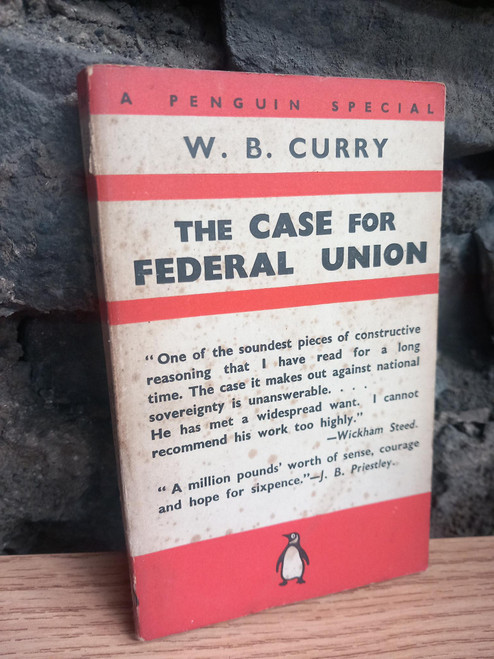 A PENGUIN SPECIAL
W. B. CURRY
THE CASE FOR
FEDERAL UNION
“ One of the soundest pieces of constructive
reasoning that I have read for a long
time. The case it makes out against national
sovereignty is unanswerable. . . .
He has met a widespread want. I cannot
recommend his work too highly.”
—Wickham Steed.
“ A million pounds’ worth of sense, courage
and hope for sixpence.”—J. B. Priestley.